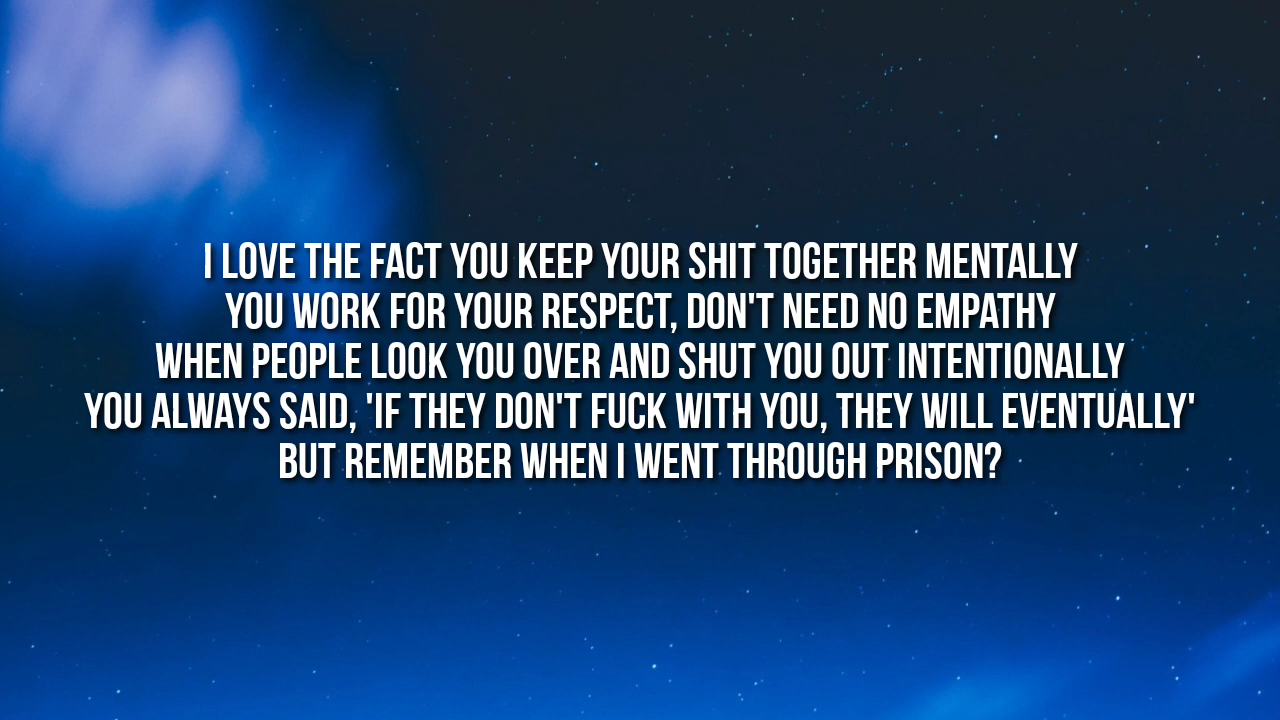 I LOVE THE FACT YOU KEEP YOUR SHIT TOGETHER MENTALLY
YOU WORK FOR YOUR RESPECT, DON'T NEED NO EMPATHY
WHEN PEOPLE LOOK YOU OVER AND SHUT YOU OUT INTENTIONALLY
YOU ALWAYS SAID, 'IF THEY DON'T FUCK WITH YOU, THEY WILL EVENTUALLY'
BUT REMEMBER WHEN I WENT THROUGH PRISON?